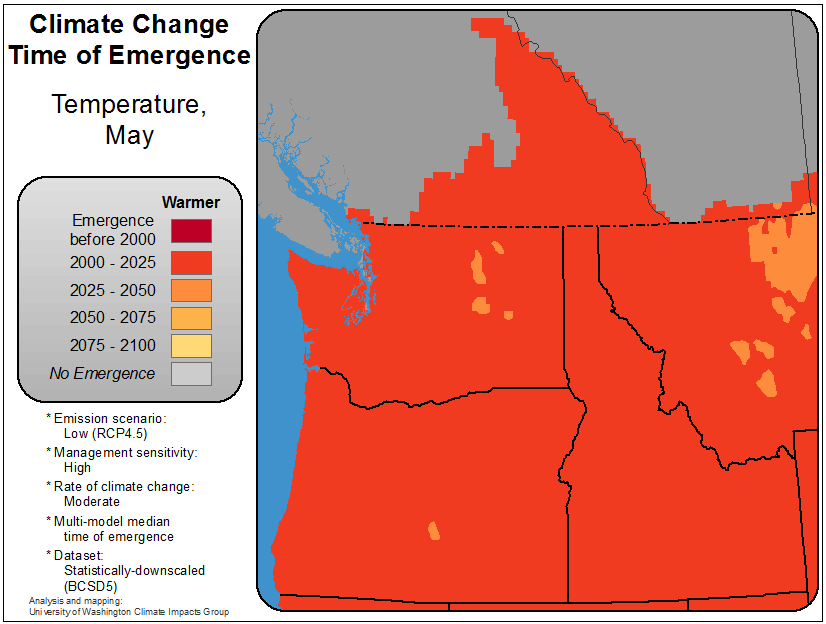 Climate Change
Time of Emergence
Temperature,
May
Warmer
Emergence
before 2000
2000 - 2025
2025 - 2050
2050 - 2075
2075 - 2100
No Emergence
* Emission scenario:
Low (RCP4.5)
* Management sensitivity:
High
* Rate of climate change:
Moderate
* Multi-model median
time of emergence
* Dataset:
Statistically-downscaled
(BCSD5)
Analysis and mapping:
University of Washington Climate Impacts Group